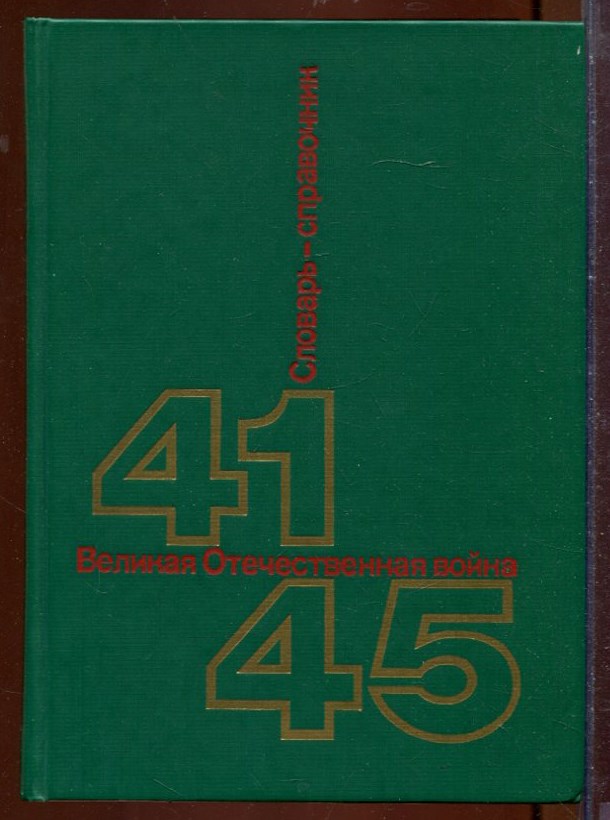 Словарь-справочник
41
Великая Отечественная война
45